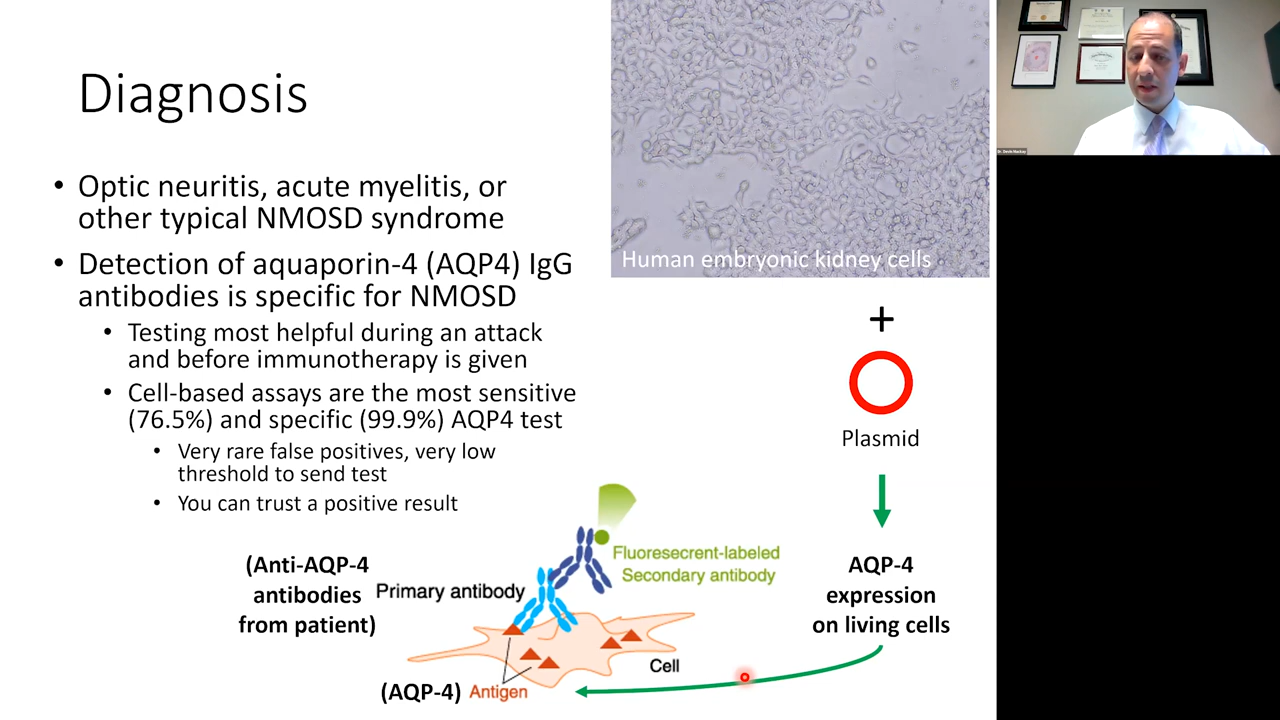 Diagnosis
• Optic neuritis, acute myelitis, or
other typical NMOSD syndrome
• Detection of aquaporin-4 (AQP4) IgG
antibodies is specific for NMOSD
• Testing most helpful during an attack
and before immunotherapy is given
• Cell-based assays are the most sensitive
(76.5%) and specific (99.9%) AQP4 test
• Very rare false positives, very low
threshold to send test
• You can trust a positive result
Human embryonic kidney cells
+
Plasmid
AQP-4
expression
on living cells
Fluoresecrent-labeled
Secondary antibody
(Anti-AQP-4
antibodies
from patient)
Primary antibody
Cell
(AQP-4) Antigen
Dr. Devin Mackay